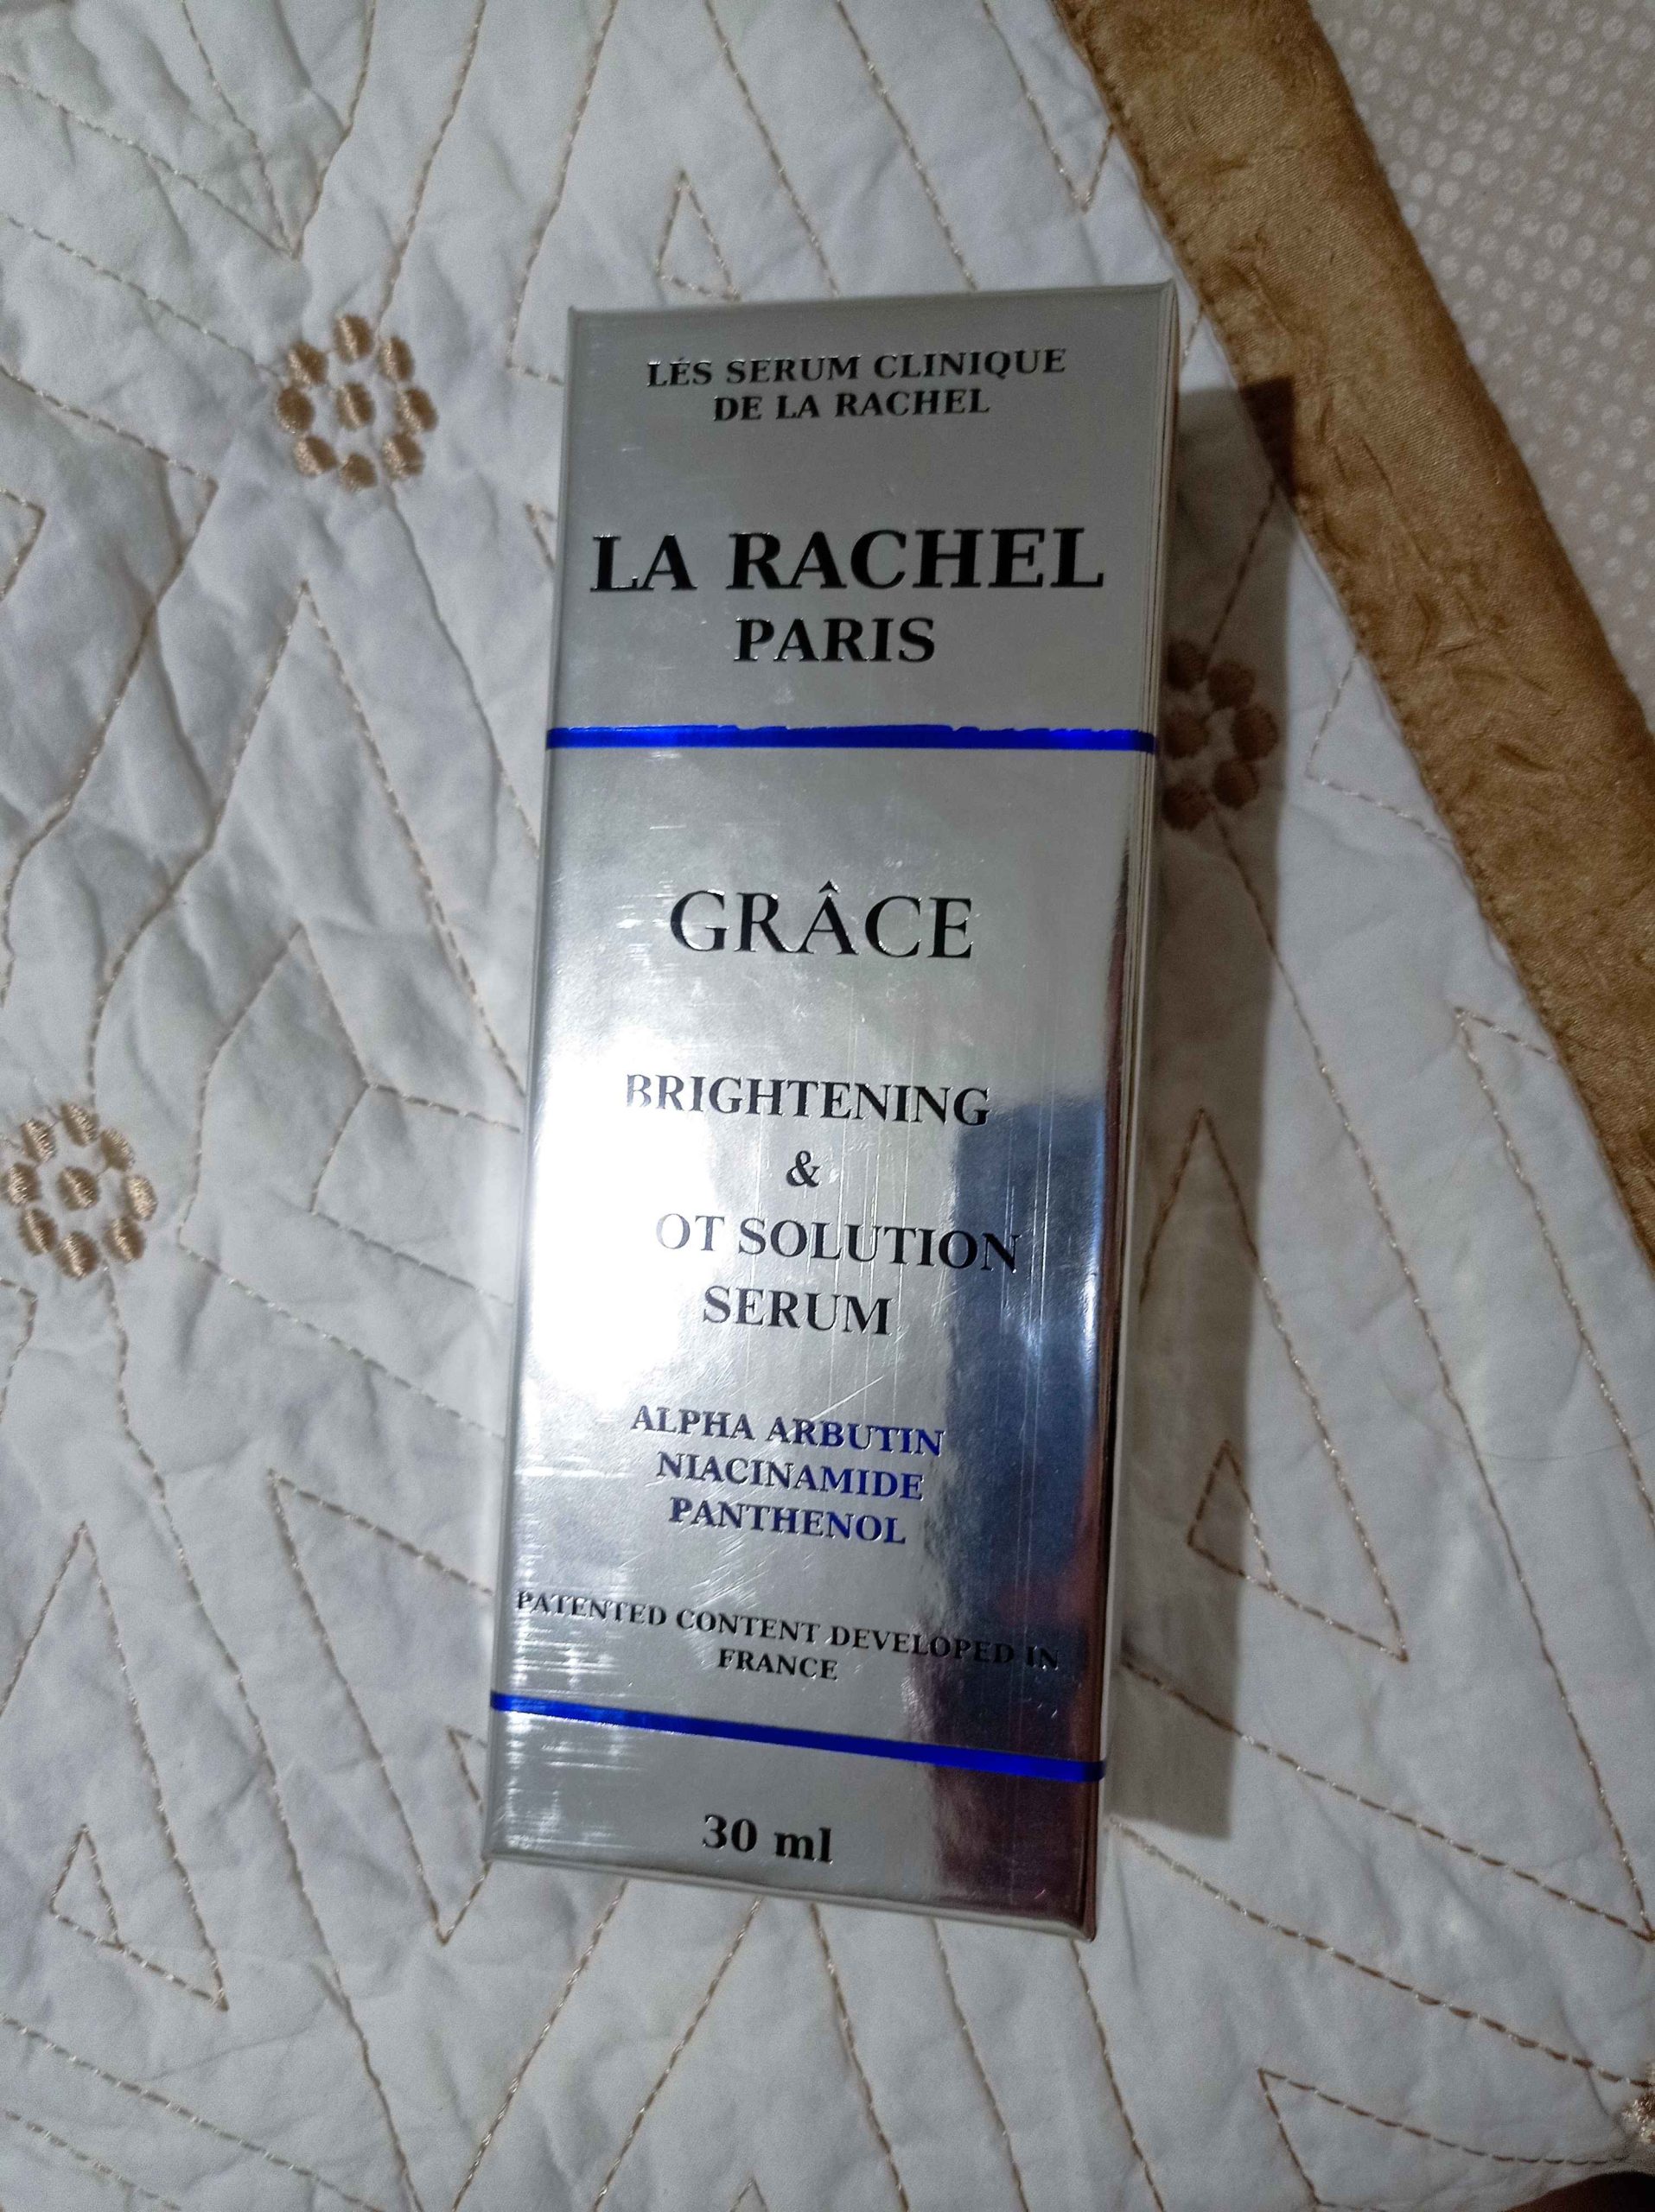 LÉS SERUM CLINIQUE
DE LA RACHEL
LA RACHEL
PARIS
GRÂCE
BRIGHTENING
&
OT SOLUTION
SERUM
ALPHA ARBUTIN
NIACINAMIDE
PANTHENOL
PATENTED CONTENT DEVELOPED IN
FRANCE
30 ml